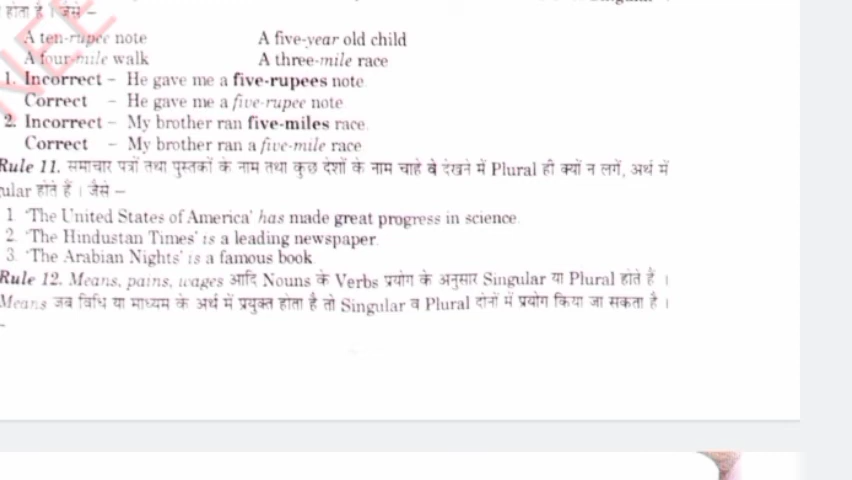 होता है । जैसे –
A ten-rupee note A five-year old child
A four-mile walk A three-mile race
1. Incorrect – He gave me a five-rupees note.
Correct – He gave me a five-rupee note.
2. Incorrect – My brother ran five-miles race.
Correct – My brother ran a five-mile race.
Rule 11. समाचार पत्रों तथा पुस्तकों के नाम तथा कुछ देशों के नाम चाहे वे देखने में Plural ही क्यों न लगें, अर्थ में
ular होते हैं । जैसे –
1. 'The United States of America' has made great progress in science.
2. 'The Hindustan Times' is a leading newspaper.
3. 'The Arabian Nights' is a famous book.
Rule 12. Means, pains, wages आदि Nouns के Verbs प्रयोग के अनुसार Singular या Plural होते हैं ।
Means जब विधि या माध्यम के अर्थ में प्रयुक्त होता है तो Singular व Plural दोनों में प्रयोग किया जा सकता है ।
–